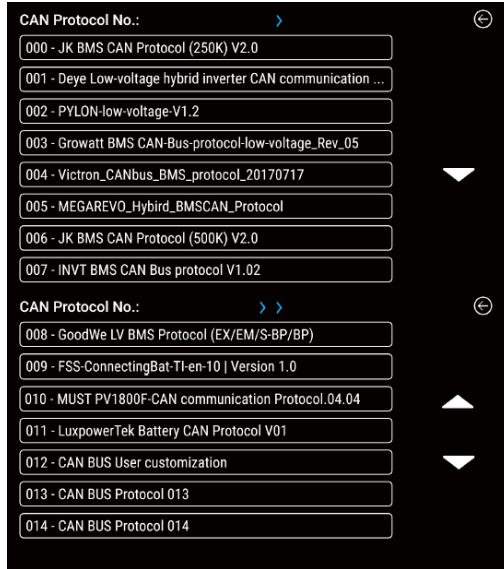 CAN Protocol No.:
000 - JK BMS CAN Protocol (250K) V2.0
001 - Deye Low-voltage hybrid inverter CAN communication ...
002 - PYLON-low-voltage-V1.2
003 - Growatt BMS CAN-Bus-protocol-low-voltage_Rev_05
004 - Victron_CANbus_BMS_protocol_20170717
005 - MEGAREVO_Hybird_BMSCAN_Protocol
006 - JK BMS CAN Protocol (500K) V2.0
007 - INVT BMS CAN Bus protocol V1.02
CAN Protocol No.:
008 - GoodWe LV BMS Protocol (EX/EM/S-BP/BP)
009 - FSS-ConnectingBat-TI-en-10 | Version 1.0
010 - MUST PV1800F-CAN communication Protocol.04.04
011 - LuxpowerTek Battery CAN Protocol V01
012 - CAN BUS User customization
013 - CAN BUS Protocol 013
014 - CAN BUS Protocol 014